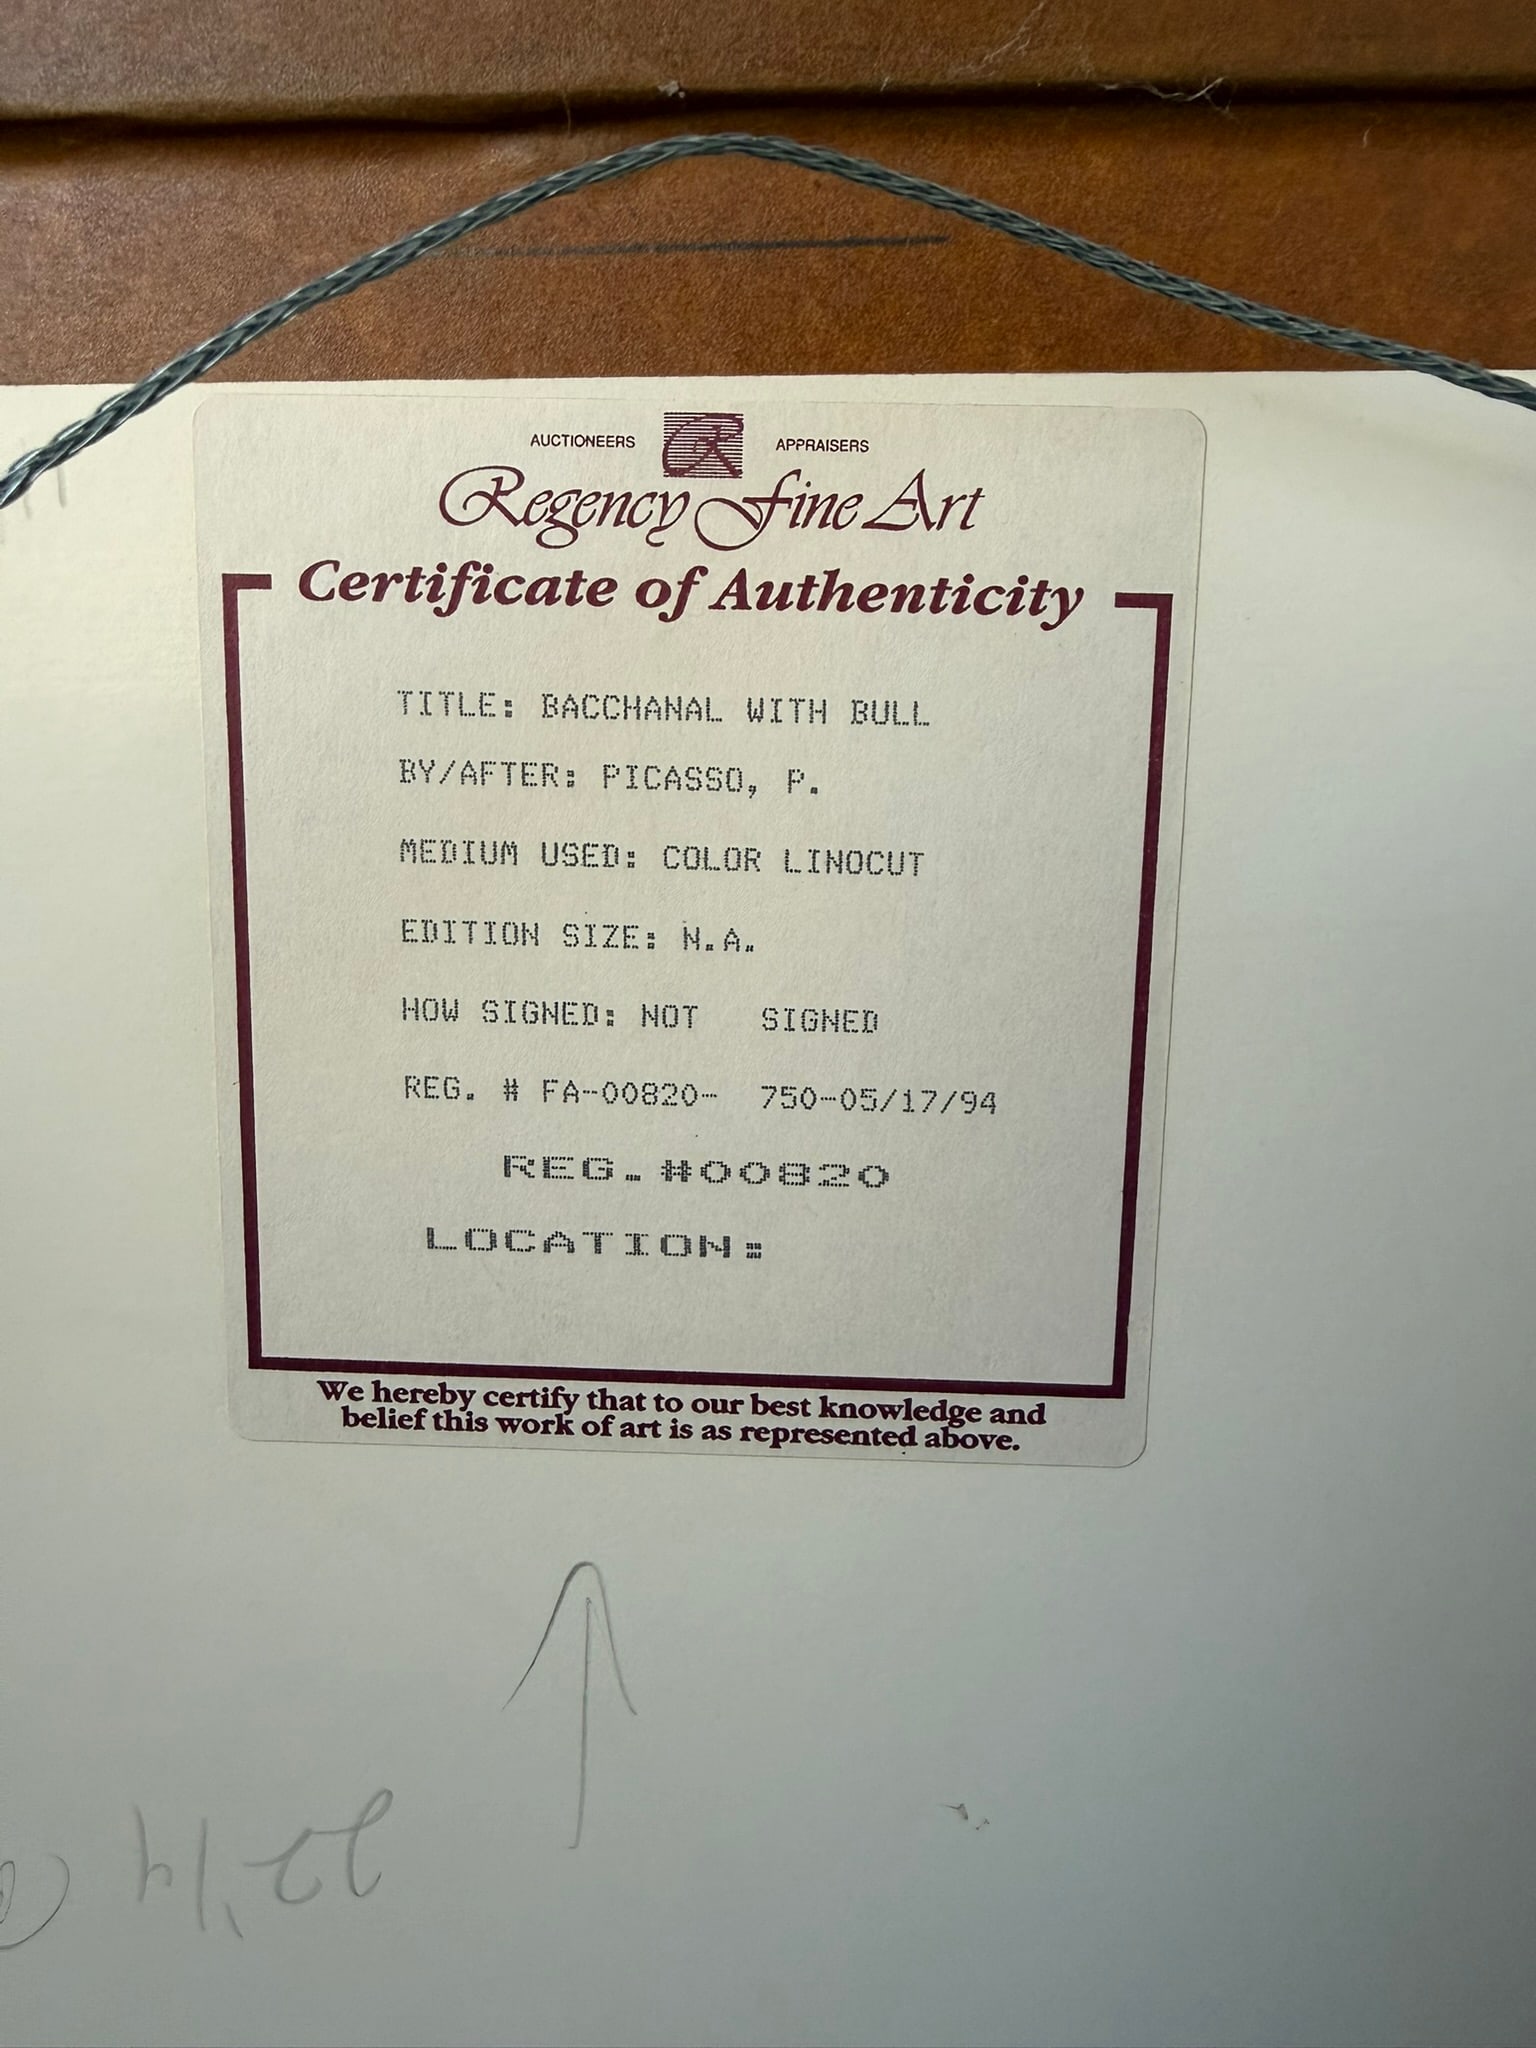 AUCTIONEERS R APPRAISERS
Regency Fine Art
Certificate of Authenticity
TITLE: BACCHANAL WITH BULL
BY/AFTER: PICASSO, P.
MEDIUM USED: COLOR LINOCUT
EDITION SIZE: N.A.
HOW SIGNED: NOT SIGNED
REG. # FA-00820- 750-05/17/94
REG.#00820
LOCATION:
We hereby certify that to our best knowledge and
belief this work of art is as represented above.